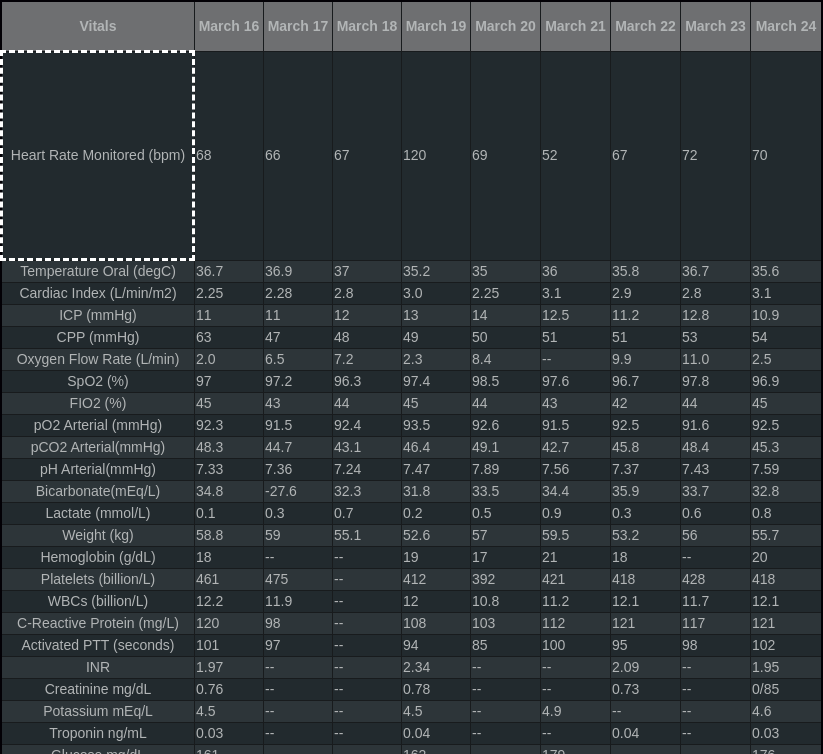 Vitals March 16 March 17 March 18 March 19 March 20 March 21 March 22 March 23 March 24
Heart Rate Monitored (bpm) 68 66 67 120 69 52 67 72 70
Temperature Oral (degC) 36.7 36.9 37 35.2 35 36 35.8 36.7 35.6
Cardiac Index (L/min/m2) 2.25 2.28 2.8 3.0 2.25 3.1 2.9 2.8 3.1
ICP (mmHg) 11 11 12 13 14 12.5 11.2 12.8 10.9
CPP (mmHg) 63 47 48 49 50 51 51 53 54
Oxygen Flow Rate (L/min) 2.0 6.5 7.2 2.3 8.4 -- 9.9 11.0 2.5
SpO2 (%) 97 97.2 96.3 97.4 98.5 97.6 96.7 97.8 96.9
FIO2 (%) 45 43 44 45 44 43 42 44 45
pO2 Arterial (mmHg) 92.3 91.5 92.4 93.5 92.6 91.5 92.5 91.6 92.5
pCO2 Arterial(mmHg) 48.3 44.7 43.1 46.4 49.1 42.7 45.8 48.4 45.3
pH Arterial(mmHg) 7.33 7.36 7.24 7.47 7.89 7.56 7.37 7.43 7.59
Bicarbonate(mEq/L) 34.8 -27.6 32.3 31.8 33.5 34.4 35.9 33.7 32.8
Lactate (mmol/L) 0.1 0.3 0.7 0.2 0.5 0.9 0.3 0.6 0.8
Weight (kg) 58.8 59 55.1 52.6 57 59.5 53.2 56 55.7
Hemoglobin (g/dL) 18 -- -- 19 17 21 18 -- 20
Platelets (billion/L) 461 475 -- 412 392 421 418 428 418
WBCs (billion/L) 12.2 11.9 -- 12 10.8 11.2 12.1 11.7 12.1
C-Reactive Protein (mg/L) 120 98 -- 108 103 112 121 117 121
Activated PTT (seconds) 101 97 -- 94 85 100 95 98 102
INR 1.97 -- -- 2.34 -- -- 2.09 -- 1.95
Creatinine mg/dL 0.76 -- -- 0.78 -- -- 0.73 -- 0/85
Potassium mEq/L 4.5 -- -- 4.5 -- 4.9 -- -- 4.6
Troponin ng/mL 0.03 -- -- 0.04 -- -- 0.04 -- 0.03
Glucose mg/dL 161 -- -- 162 -- 170 -- -- 176